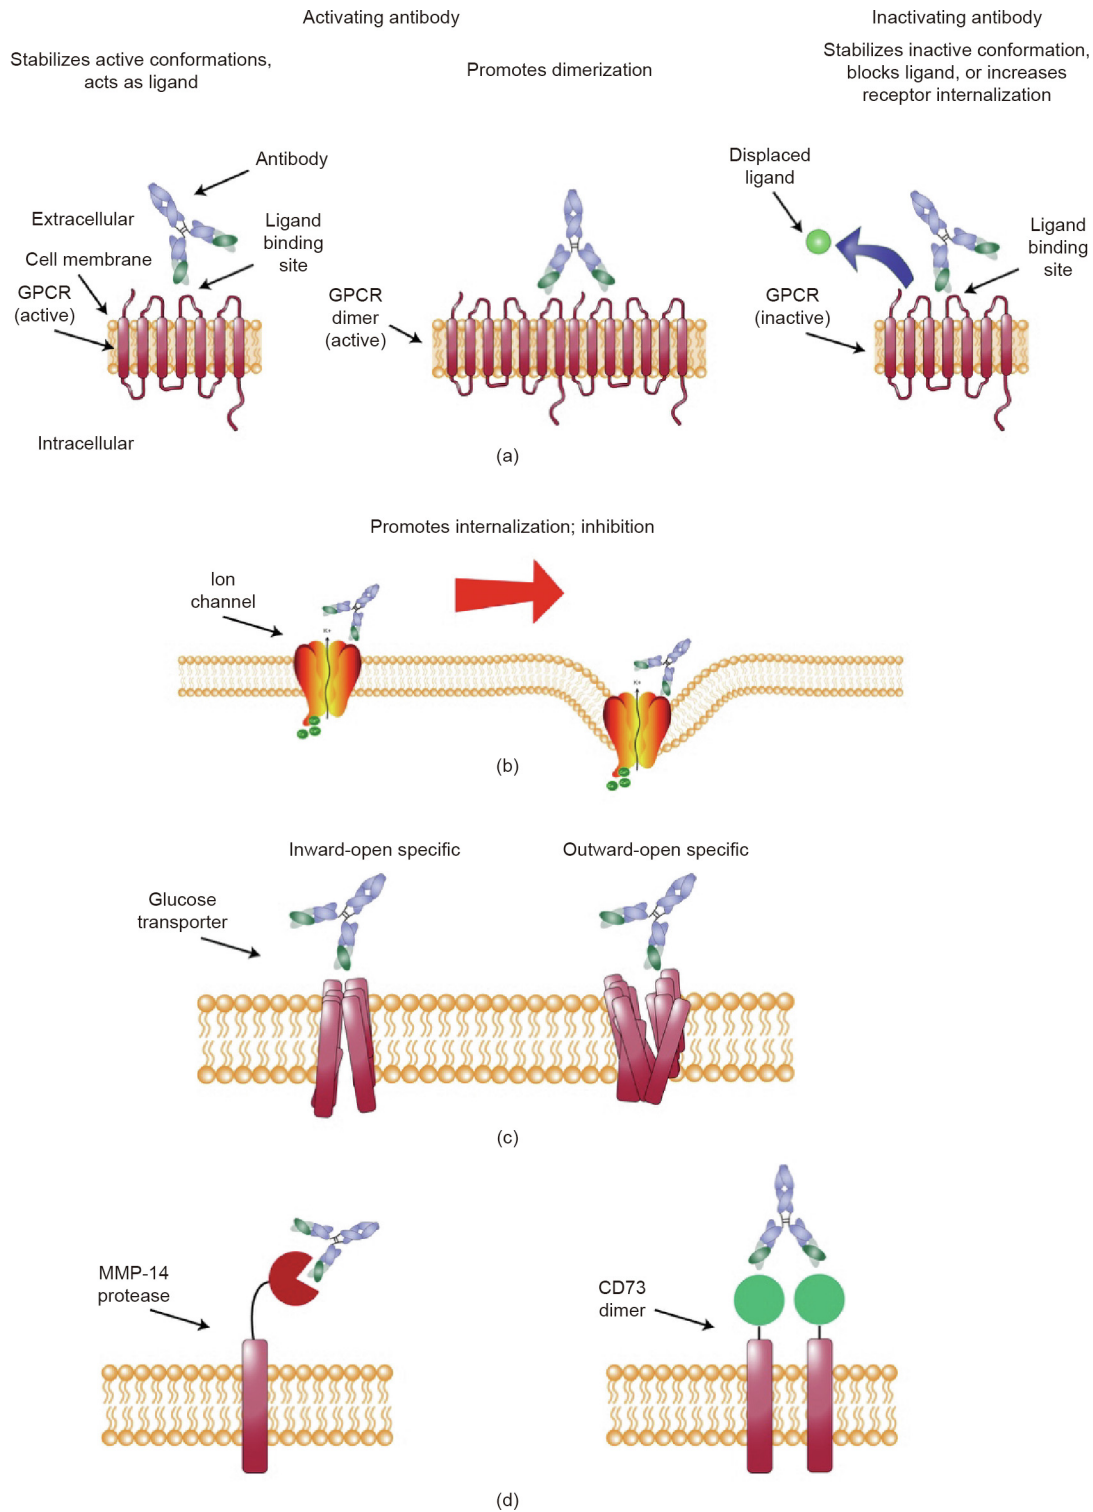 Activating antibody
Inactivating antibody
Stabilizes active conformations,
acts as ligand
Promotes dimerization
Stabilizes inactive conformation,
blocks ligand, or increases
receptor internalization
Antibody
Displaced
ligand
Extracellular
Ligand
binding
site
Ligand
binding
site
Cell membrane
GPCR
(active)
GPCR
dimer
(active)
GPCR
(inactive)
Intracellular
(a)
Promotes internalization; inhibition
Ion
channel
K+
K+
(b)
Inward-open specific
Outward-open specific
Glucose
transporter
(c)
MMP-14
protease
CD73
dimer
(d)